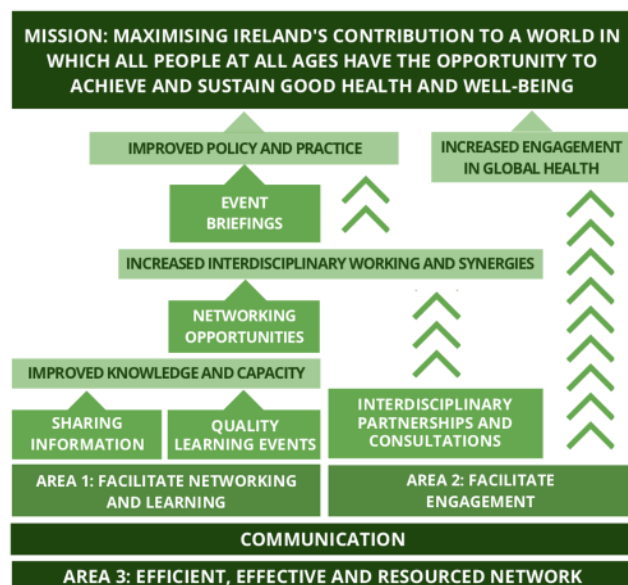 MISSION: MAXIMISING IRELAND'S CONTRIBUTION TO A WORLD IN
WHICH ALL PEOPLE AT ALL AGES HAVE THE OPPORTUNITY TO
ACHIEVE AND SUSTAIN GOOD HEALTH AND WELL-BEING
IMPROVED POLICY AND PRACTICE
INCREASED ENGAGEMENT
IN GLOBAL HEALTH
EVENT
BRIEFINGS
INCREASED INTERDISCIPLINARY WORKING AND SYNERGIES
NETWORKING
OPPORTUNITIES
IMPROVED KNOWLEDGE AND CAPACITY
SHARING
INFORMATION
QUALITY
LEARNING EVENTS
INTERDISCIPLINARY
PARTNERSHIPS AND
CONSULTATIONS
AREA 1: FACILITATE NETWORKING
AND LEARNING
AREA 2: FACILITATE
ENGAGEMENT
COMMUNICATION
AREA 3: EFFICIENT, EFFECTIVE AND RESOURCED NETWORK